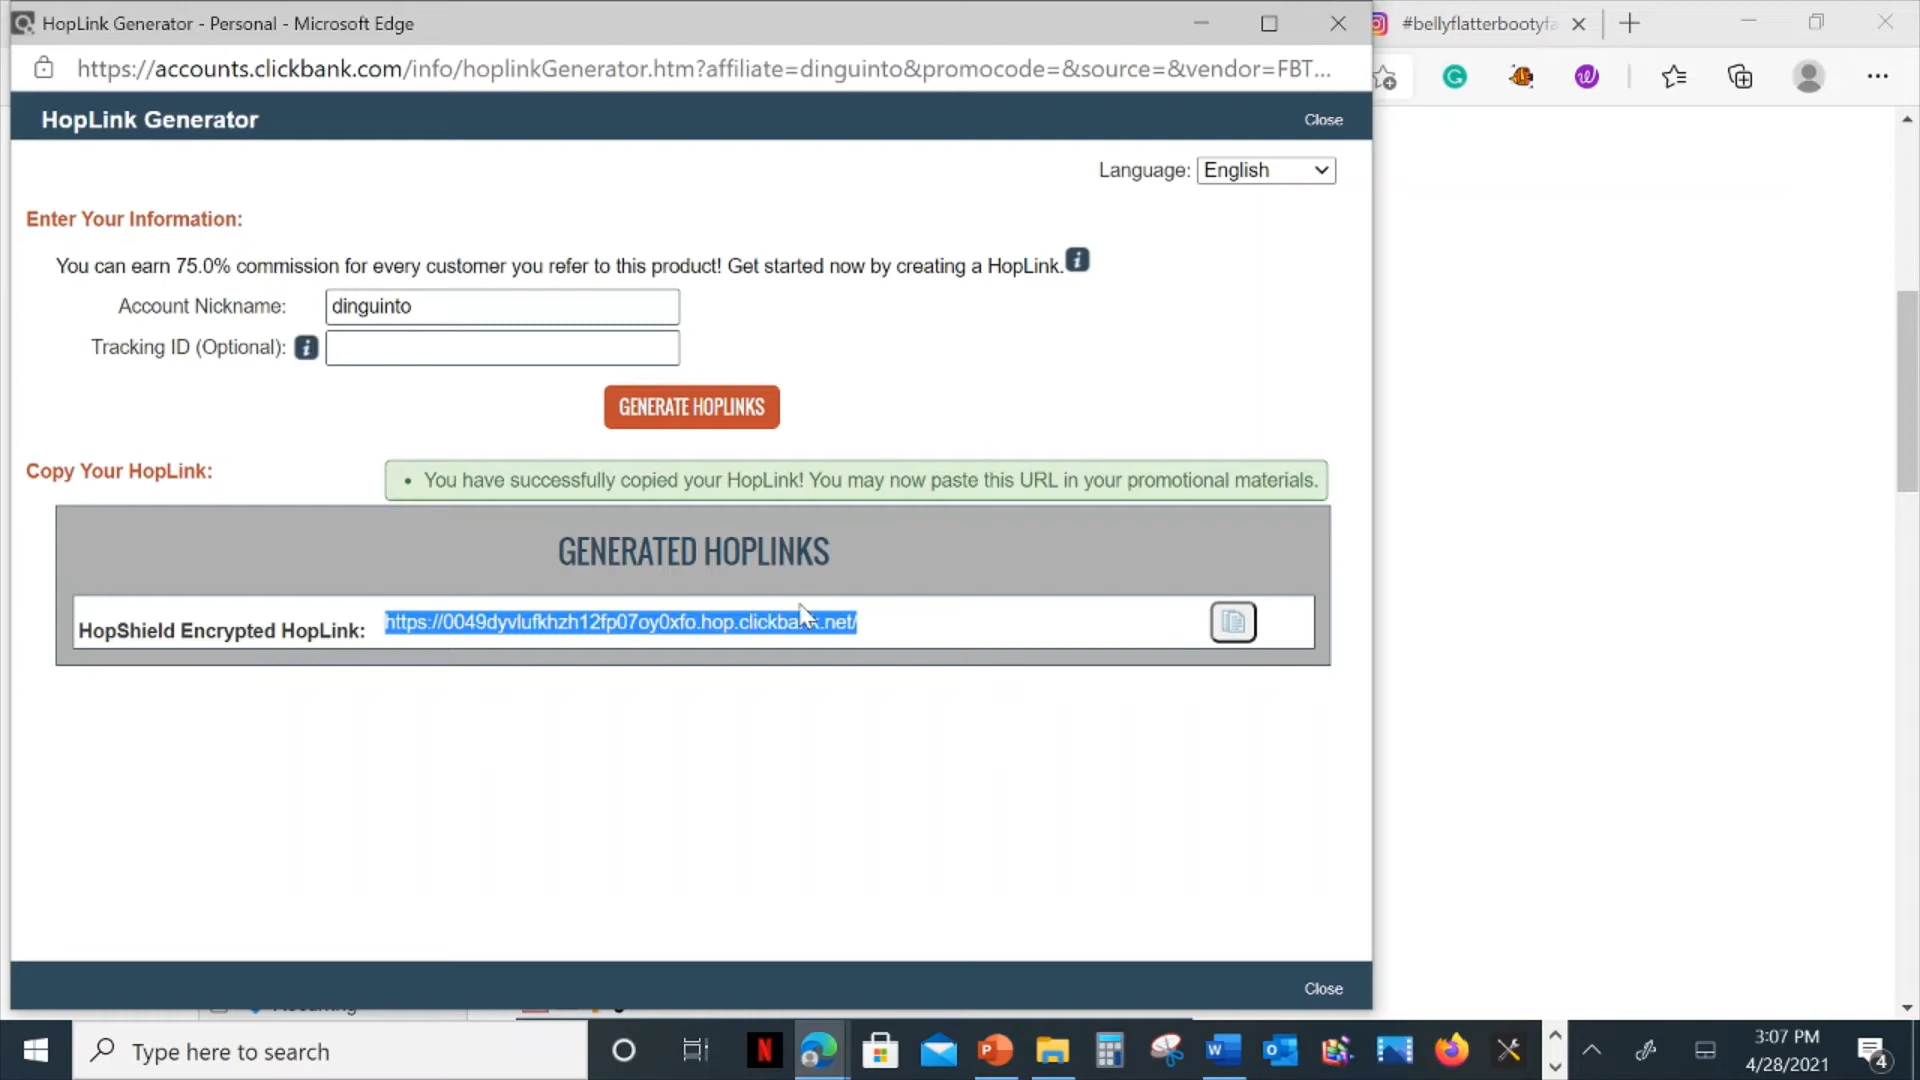 HopLink Generator - Personal - Microsoft Edge
#bellyflatterbootyfa
https://accounts.clickbank.com/info/hoplinkGenerator.htm?affiliate=dinguinto&promocode=&source=&vendor=FBT...
HopLink Generator
Close
Language: English
Enter Your Information:
You can earn 75.0% commission for every customer you refer to this product! Get started now by creating a HopLink.
Account Nickname: dinguinto
Tracking ID (Optional):
GENERATE HOPLINKS
Copy Your HopLink:
• You have successfully copied your HopLink! You may now paste this URL in your promotional materials.
GENERATED HOPLINKS
HopShield Encrypted HopLink: https://0049dyvlufkhzh12fp07oy0xfo.hop.clickbank.net/
Close
Type here to search
3:07 PM
4/28/2021
4